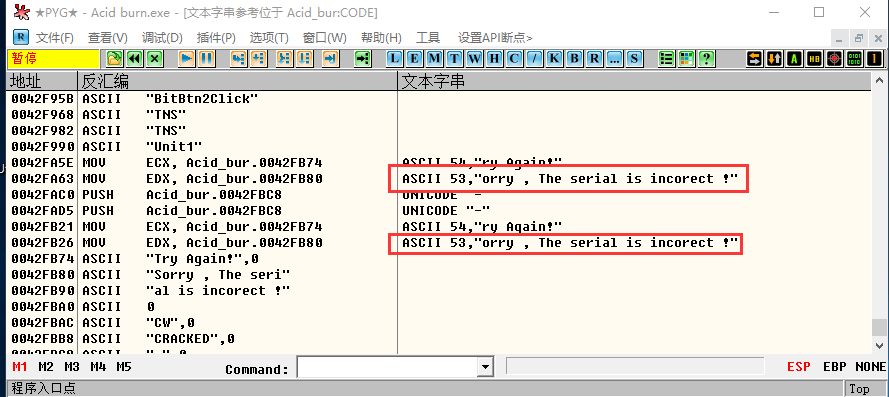 ★PYG★ - Acid burn.exe - [文本字串参考位于 Acid_bur:CODE]
R 文件(F) 查看(V) 调试(D) 插件(P) 选项(T) 窗口(W) 帮助(H) 工具 设置API断点>
暂停 L E M T W H C / K B R ... S A HB
地址 反汇编 文本字串
0042F95B ASCII "BitBtn2Click"
0042F968 ASCII "TNS"
0042F982 ASCII "TNS"
0042F990 ASCII "Unit1"
0042FA5E MOV ECX, Acid_bur.0042FB74 ASCII 54,"ry Again!"
0042FA63 MOV EDX, Acid_bur.0042FB80 ASCII 53,"orry , The serial is incorect !"
0042FAC0 PUSH Acid_bur.0042FBC8 UNICODE "-"
0042FAD5 PUSH Acid_bur.0042FBC8 UNICODE "-"
0042FB21 MOV ECX, Acid_bur.0042FB74 ASCII 54,"ry Again!"
0042FB26 MOV EDX, Acid_bur.0042FB80 ASCII 53,"orry , The serial is incorect !"
0042FB74 ASCII "Try Again!",0
0042FB80 ASCII "Sorry , The seri"
0042FB90 ASCII "al is incorect !"
0042FBA0 ASCII 0
0042FBAC ASCII "CW",0
0042FBB8 ASCII "CRACKED",0
0042FBC8 ASCII "-",0
M1 M2 M3 M4 M5 Command: ESP EBP NONE
程序入口点 Top